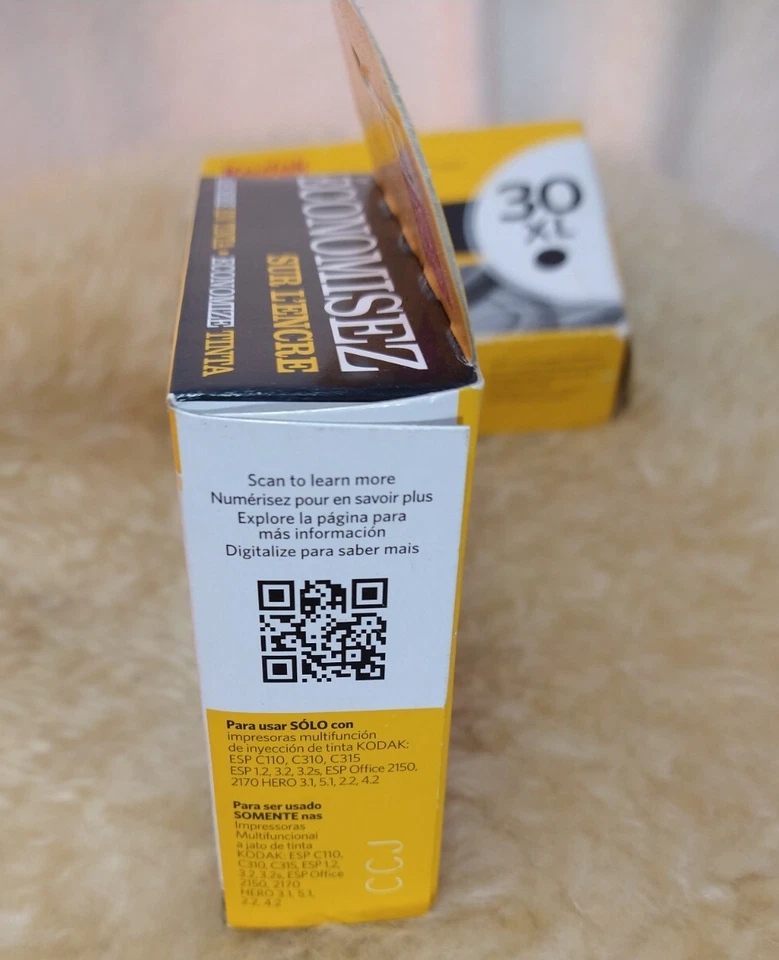 Kodak
30
XL
ÉCONOMISEZ
SUR L'ENCRE
ECONOMIZE TINTA
Scan to learn more
Numérisez pour en savoir plus
Explore la página para
más información
Digitalize para saber mais
Para usar SÓLO con
impresoras multifunción
de inyección de tinta KODAK:
ESP C110, C310, C315
ESP 1.2, 3.2, 3.2s, ESP Office 2150,
2170 HERO 3.1, 5.1, 2.2, 4.2
Para ser usado
SOMENTE nas
Impressoras
Multifuncional
a jato de tinta
KODAK: ESP C110,
C310, C315, ESP 1.2,
3.2, 3.2s, ESP Office
2150, 2170
HERO 3.1, 5.1,
2.2, 4.2
CCJ